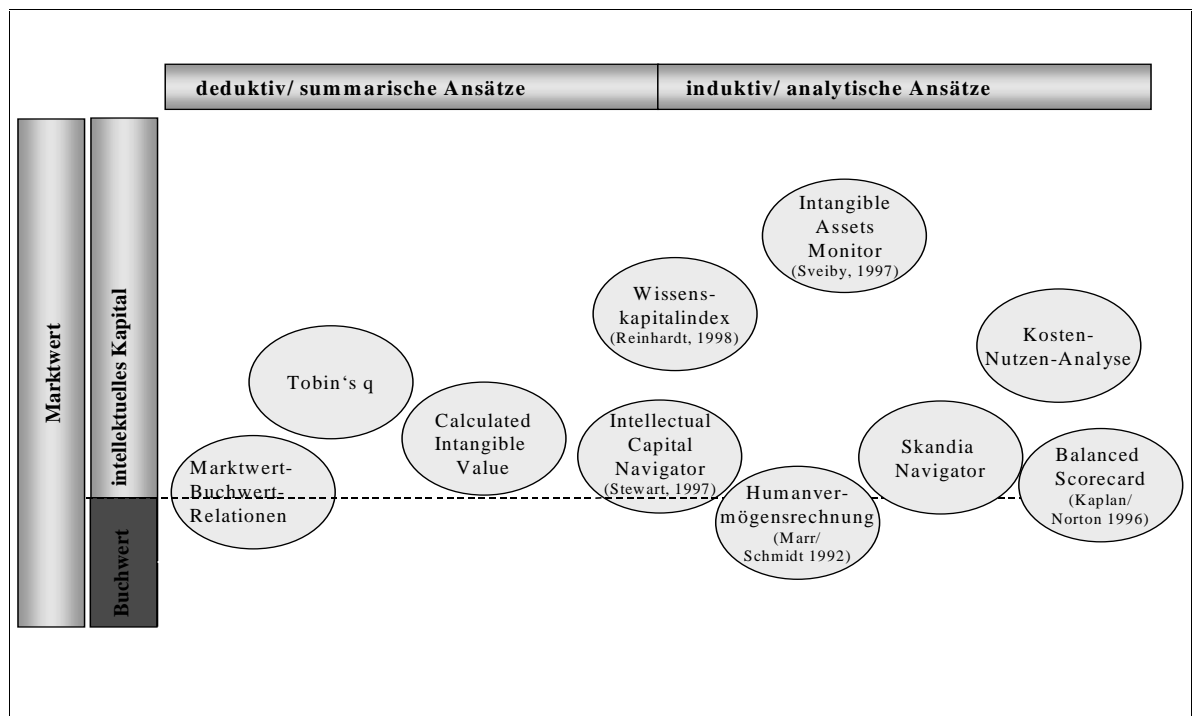 deduktiv/ summarische Ansätze
induktiv/ analytische Ansätze
Marktwert
intellektuelles Kapital
Buchwert
Intangible
Assets
Monitor
(Sveiby, 1997)
Wissens-
kapitalindex
(Reinhardt, 1998)
Kosten-
Nutzen-Analyse
Tobin‘s q
Calculated
Intangible
Value
Intellectual
Capital
Navigator
(Stewart, 1997)
Skandia
Navigator
Balanced
Scorecard
(Kaplan/
Norton 1996)
Marktwert-
Buchwert-
Relationen
Humanver-
mögensrechnung
(Marr/
Schmidt 1992)